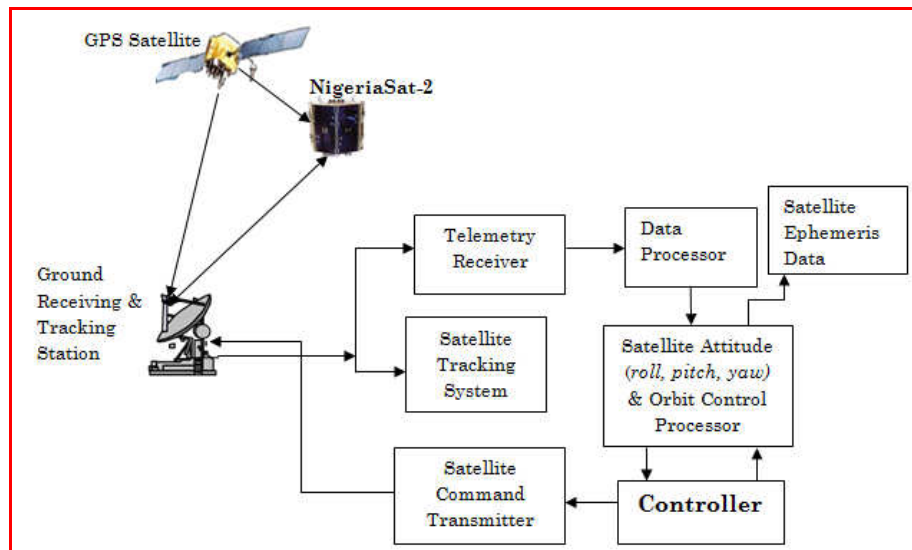 GPS Satellite
NigeriaSat-2
Ground
Receiving &
Tracking
Station
Telemetry
Receiver
Data
Processor
Satellite
Ephemeris
Data
Satellite
Tracking
System
Satellite Attitude
(roll, pitch, yaw)
& Orbit Control
Processor
Satellite
Command
Transmitter
Controller